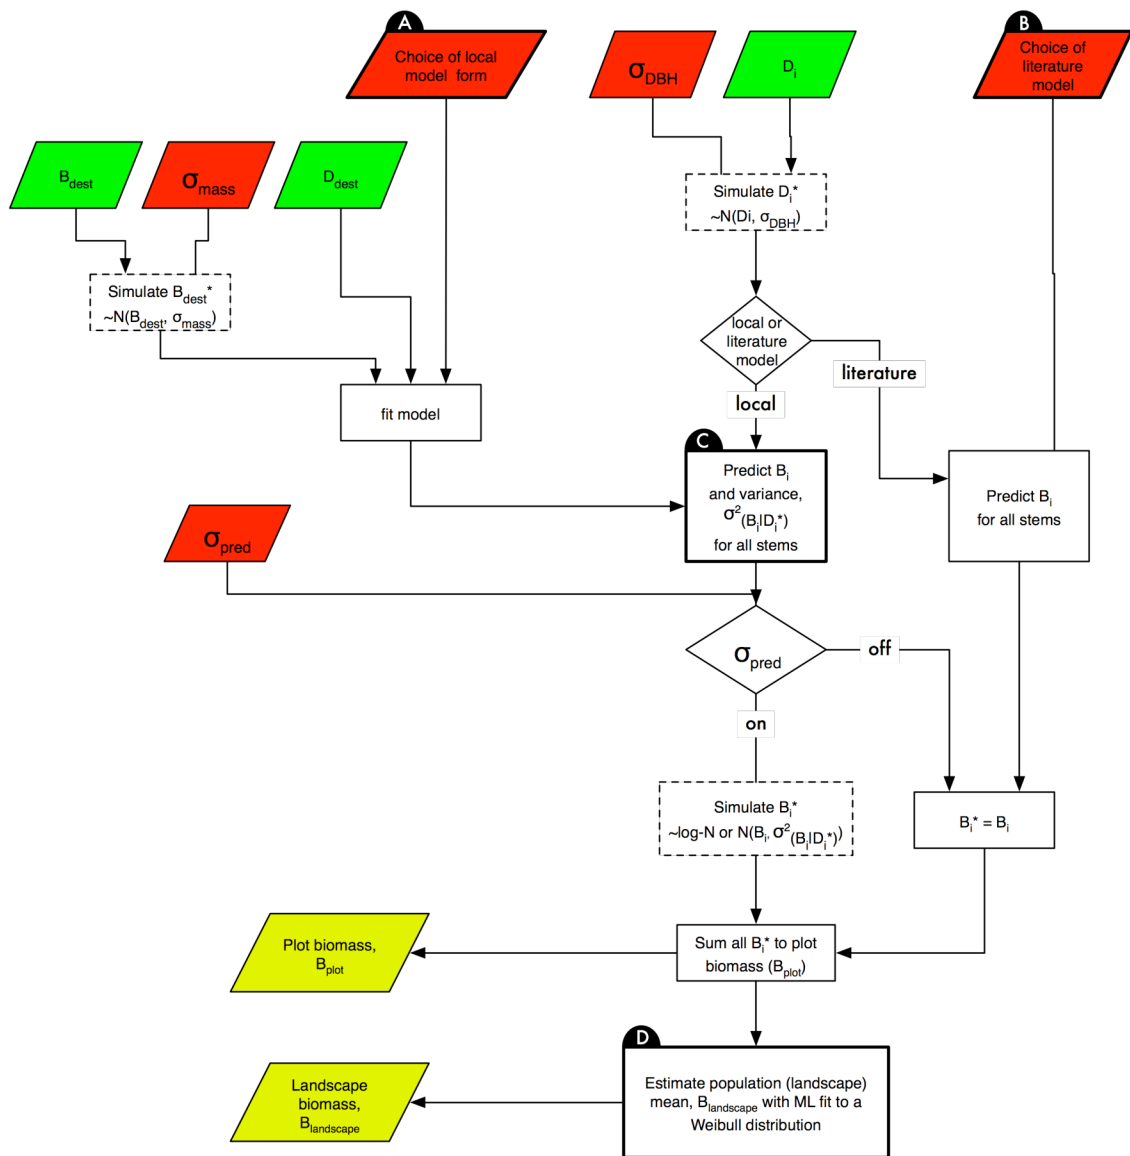 A
Choice of local
model form
σDBH
Di
B
Choice of
literature
model
Bdest
σmass
Ddest
Simulate Di*
~N(Di, σDBH)
Simulate Bdest*
~N(Bdest, σmass)
local or
literature
model
literature
local
fit model
C
Predict Bi
and variance,
σ2(Bi|Di*)
for all stems
Predict Bi
for all stems
σpred
σpred
off
on
Simulate Bi*
~log-N or N(Bi, σ2(Bi|Di*))
Bi* = Bi
Plot biomass,
Bplot
Sum all Bi* to plot
biomass (Bplot)
D
Landscape
biomass,
Blandscape
Estimate population (landscape)
mean, Blandscape with ML fit to a
Weibull distribution